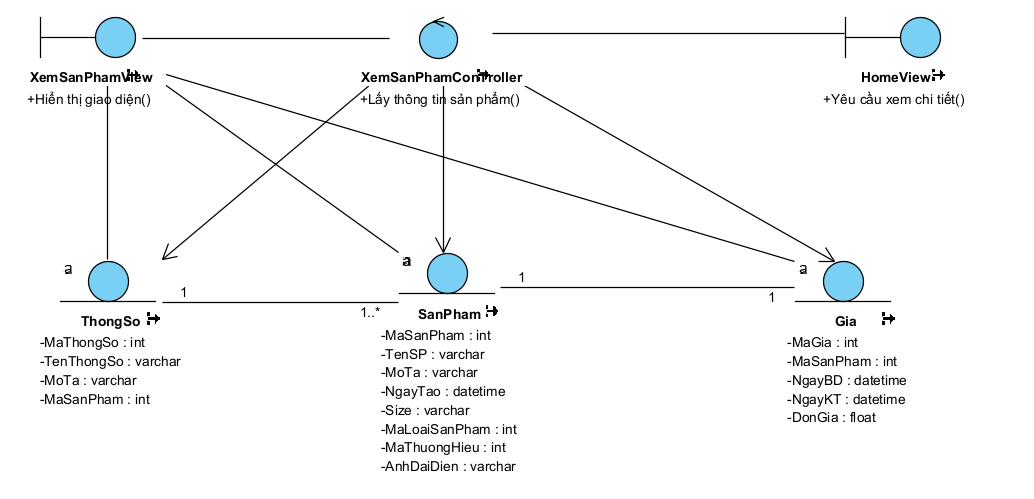 XemSanPhamView
+Hiển thị giao diện()
XemSanPhamController
+Lấy thông tin sản phẩm()
HomeView
+Yêu cầu xem chi tiết()
a
ThongSo
-MaThongSo : int
-TenThongSo : varchar
-MoTa : varchar
-MaSanPham : int
1
1..*
a
SanPham
-MaSanPham : int
-TenSP : varchar
-MoTa : varchar
-NgayTao : datetime
-Size : varchar
-MaLoaiSanPham : int
-MaThuongHieu : int
-AnhDaiDien : varchar
1
1
a
Gia
-MaGia : int
-MaSanPham : int
-NgayBD : datetime
-NgayKT : datetime
-DonGia : float